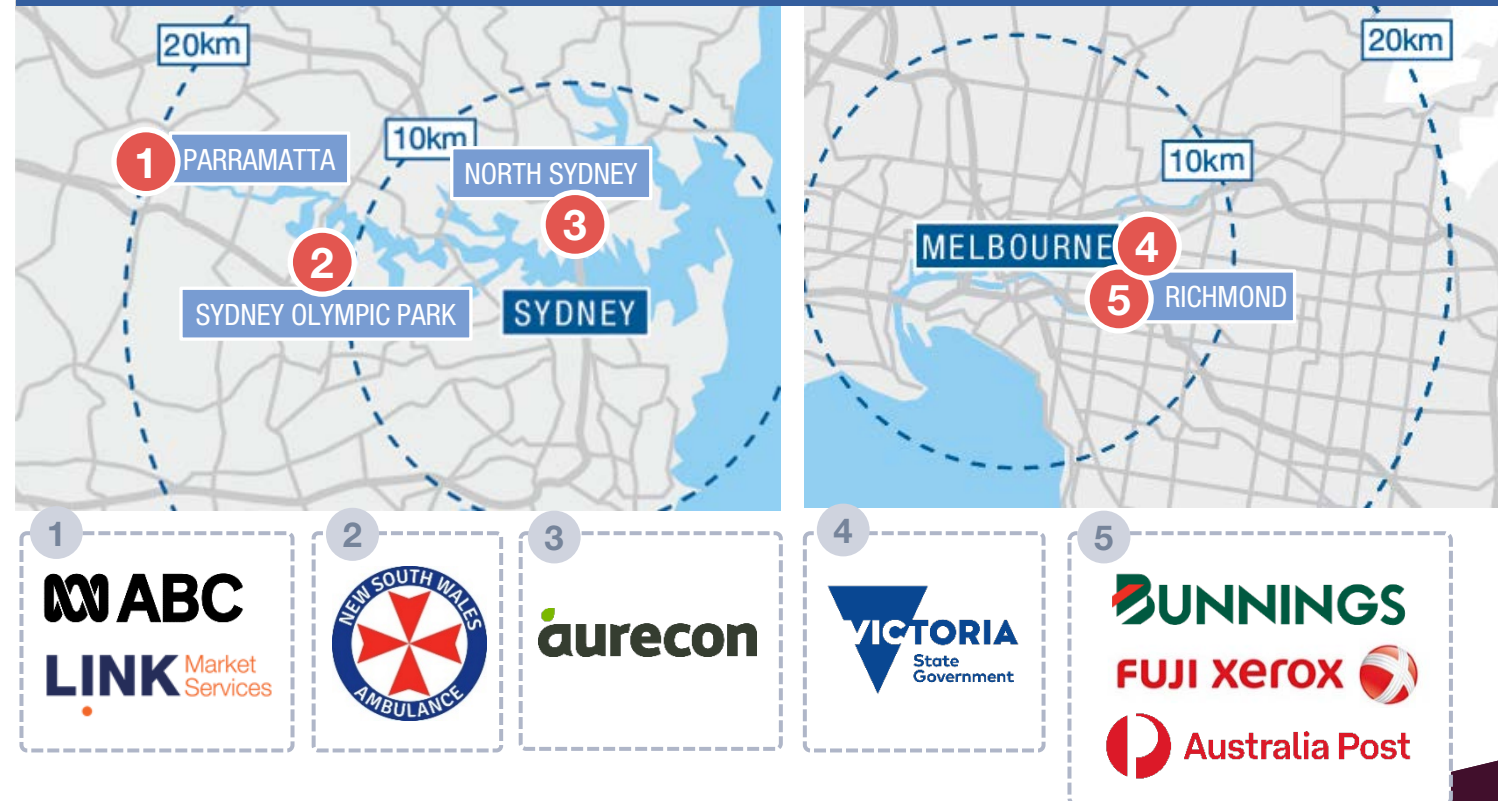 20km
10km
1
PARRAMATTA
NORTH SYDNEY
3
2
SYDNEY OLYMPIC PARK
SYDNEY
20km
10km
MELBOURNE
4
5
RICHMOND
1
ABC
LINK Market
Services
2
NEW SOUTH WALES
AMBULANCE
3
aurecon
4
VICTORIA
State
Government
5
BUNNINGS
FUJI xerox
Australia Post